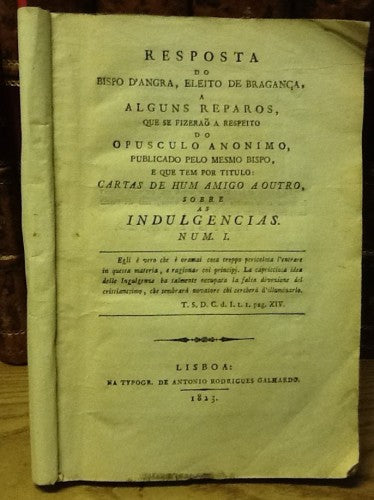 RESPOSTA
DO
BISPO D'ANGRA, ELEITO DE BRAGANÇA,
A
ALGUNS REPAROS,
QUE SE FIZERAÕ A RESPEITO
DO
OPUSCULO ANONIMO,
PUBLICADO PELO MESMO BISPO,
E QUE TEM POR TITULO:
CARTAS DE HUM AMIGO A OUTRO,
SOBRE
AS
INDULGENCIAS.
NUM. I.
Egli è vero che è oramai cosa troppo pericolosa l'entrare
in questa materia, e ragionar coi principj. La capricciosa idea
delle Indulgenze ha talmente occupata la falsa divozione del
cristianesimo, che sembrerà novatore chi cercherà d'illuminarlo.
T. S. D. C. d. I. t. 1. pag. XIV.
LISBOA:
NA TYPOGR. DE ANTONIO RODRIGUES GALHARDO.
1823.